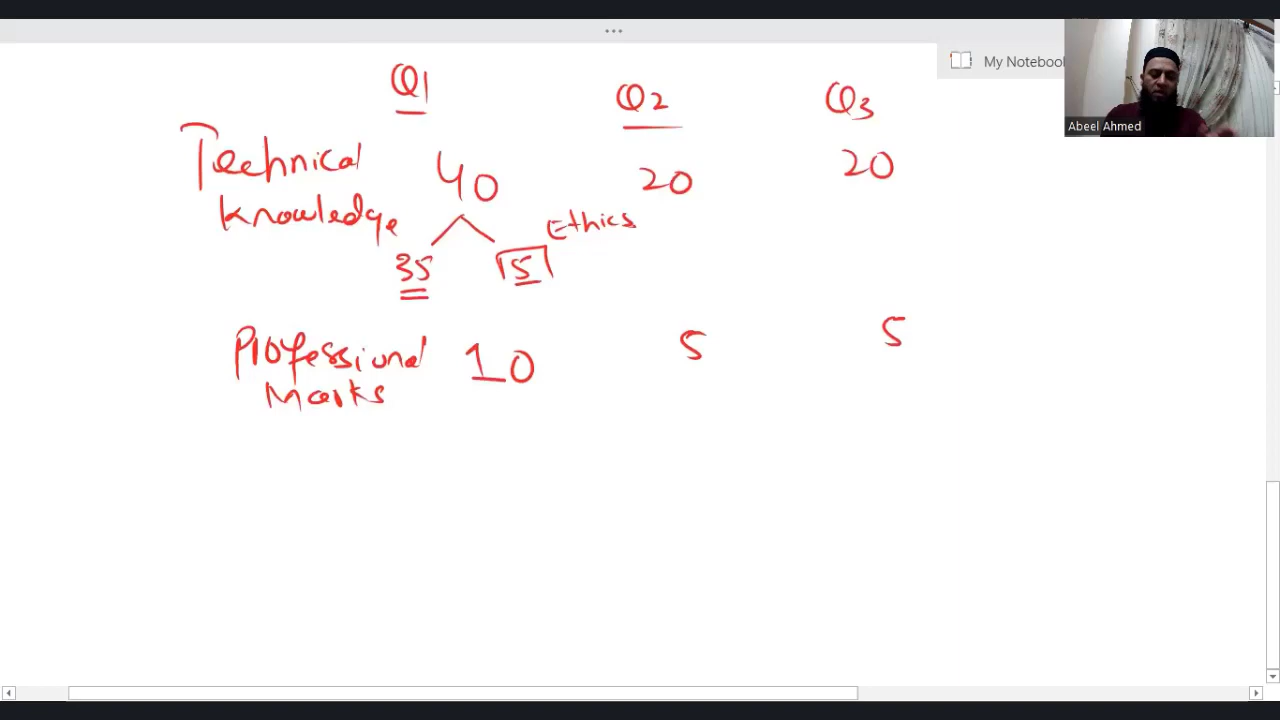 My Notebook
Abeel Ahmed
Q1 Q2 Q3
Technical 40 20 20
knowledge
Ethics
35 5
Professional 10 5 5
Marks